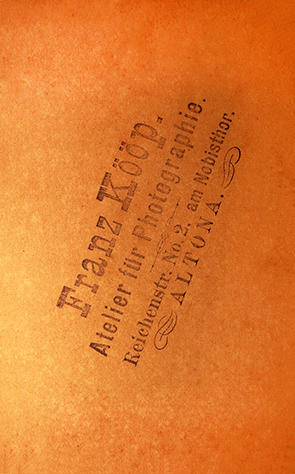 Franz Kööp.
Atelier für Photographie.
Reichenstr. No. 2, am Nobisthor.
ALTONA.